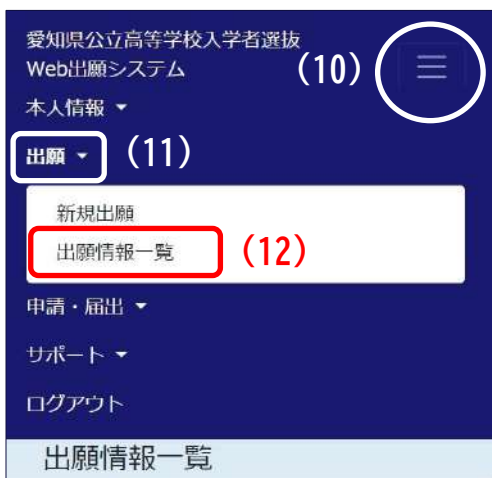 愛知県公立高等学校入学者選抜
Web出願システム
(10)
本人情報
出願
(11)
新規出願
出願情報一覧
(12)
申請・届出
サポート
ログアウト
出願情報一覧